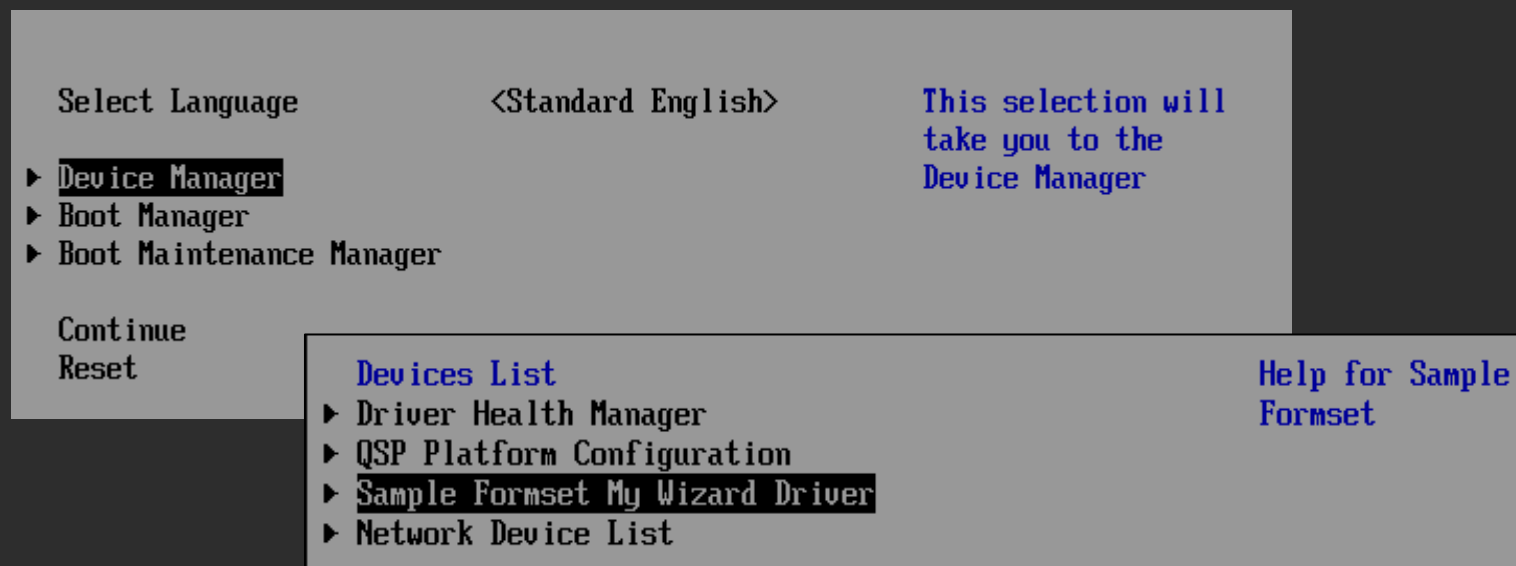 Select Language <Standard English> This selection will
take you to the
Device Manager
Device Manager
Boot Manager
Boot Maintenance Manager
Continue
Reset
Devices List
Driver Health Manager
QSP Platform Configuration
Sample Formset My Wizard Driver
Network Device List
Help for Sample
Formset